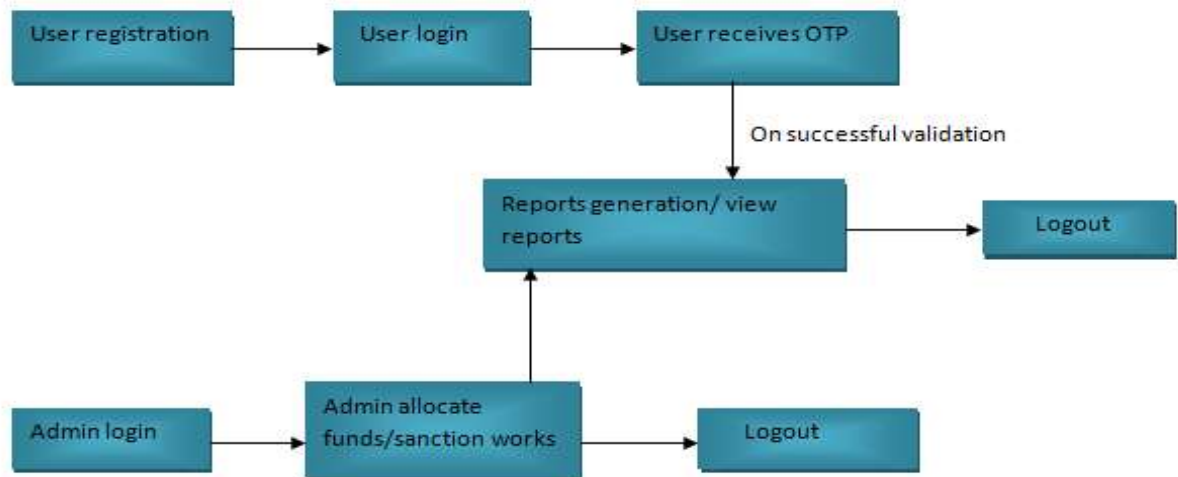 User registration
User login
User receives OTP
On successful validation
Reports generation/ view
reports
Logout
Admin login
Admin allocate
funds/sanction works
Logout